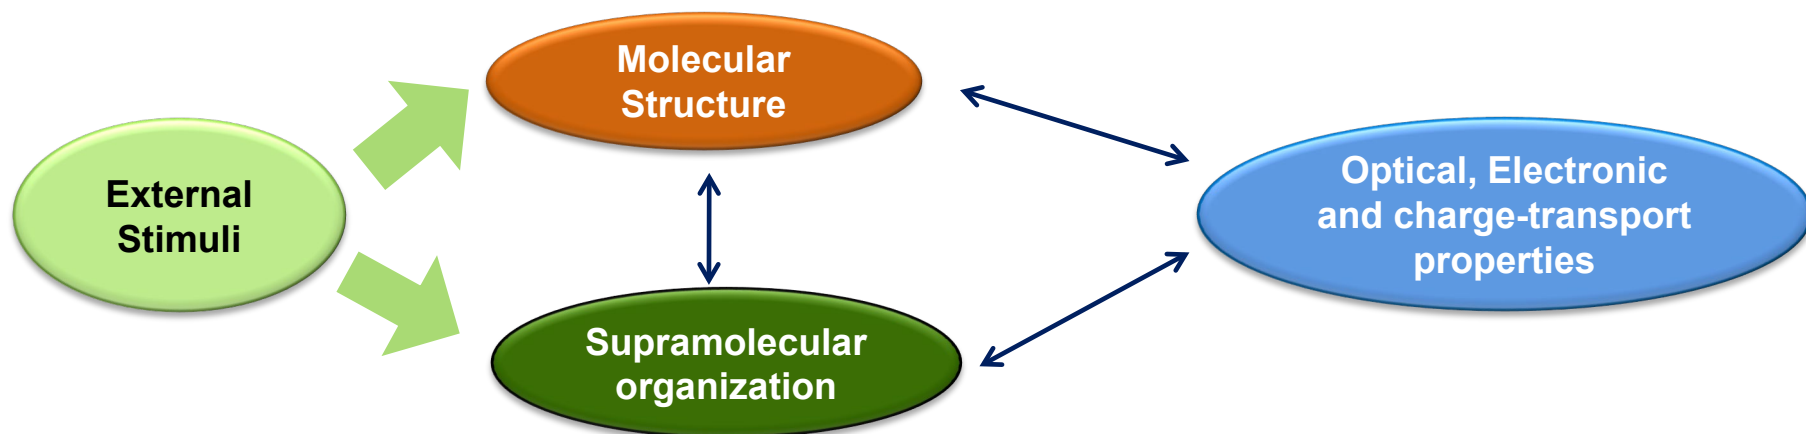 Molecular
Structure
External
Stimuli
Optical, Electronic
and charge-transport
properties
Supramolecular
organization